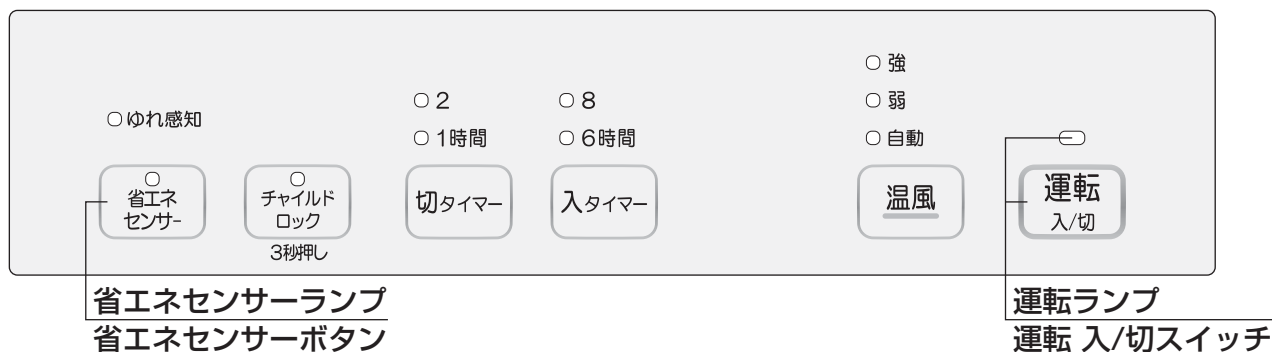 強
2
8
弱
ゆれ感知
1時間
6時間
自動
省エネ
センサー
チャイルド
ロック
3秒押し
切タイマー
入タイマー
温風
運転
入/切
省エネセンサーランプ
省エネセンサーボタン
運転ランプ
運転 入/切スイッチ